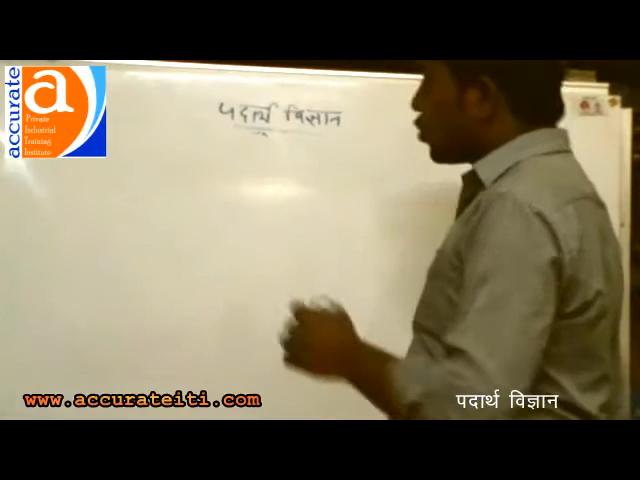 accurate
a
Private
Industrial
Training
Institute
पदार्थ विज्ञान
www.accurateiti.com
पदार्थ विज्ञान